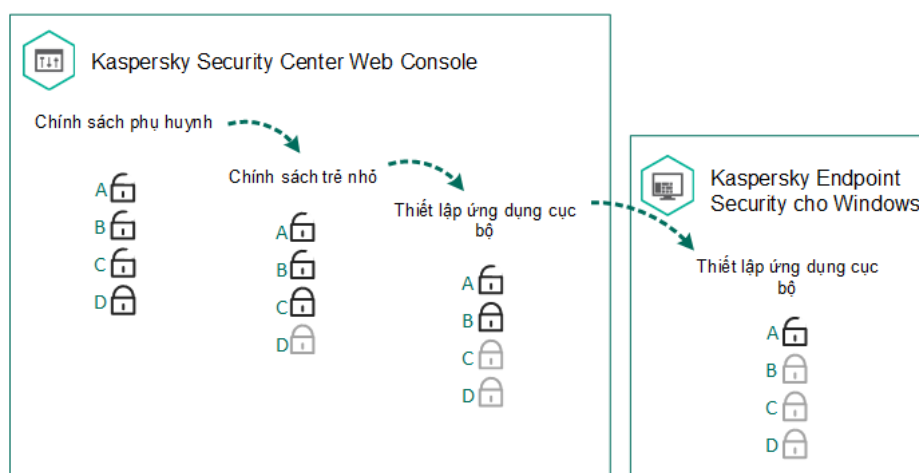 Kaspersky Security Center Web Console
Chính sách phụ huynh
A
B
C
D
Chính sách trẻ nhỏ
A
B
C
D
Thiết lập ứng dụng cục
bộ
A
B
C
D
Kaspersky Endpoint
Security cho Windows
Thiết lập ứng dụng cục
bộ
A
B
C
D